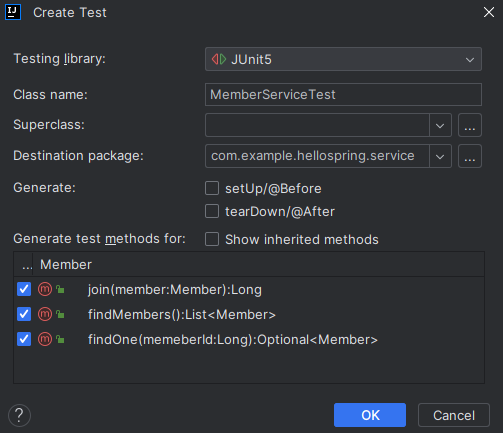 IJ Create Test
Testing library: JUnit5
Class name: MemberServiceTest
Superclass: ...
Destination package: com.example.hellospring.service ...
Generate: setUp/@Before
tearDown/@After
Generate test methods for: Show inherited methods
... Member
m join(member:Member):Long
m findMembers():List<Member>
m findOne(memeberId:Long):Optional<Member>
? OK Cancel